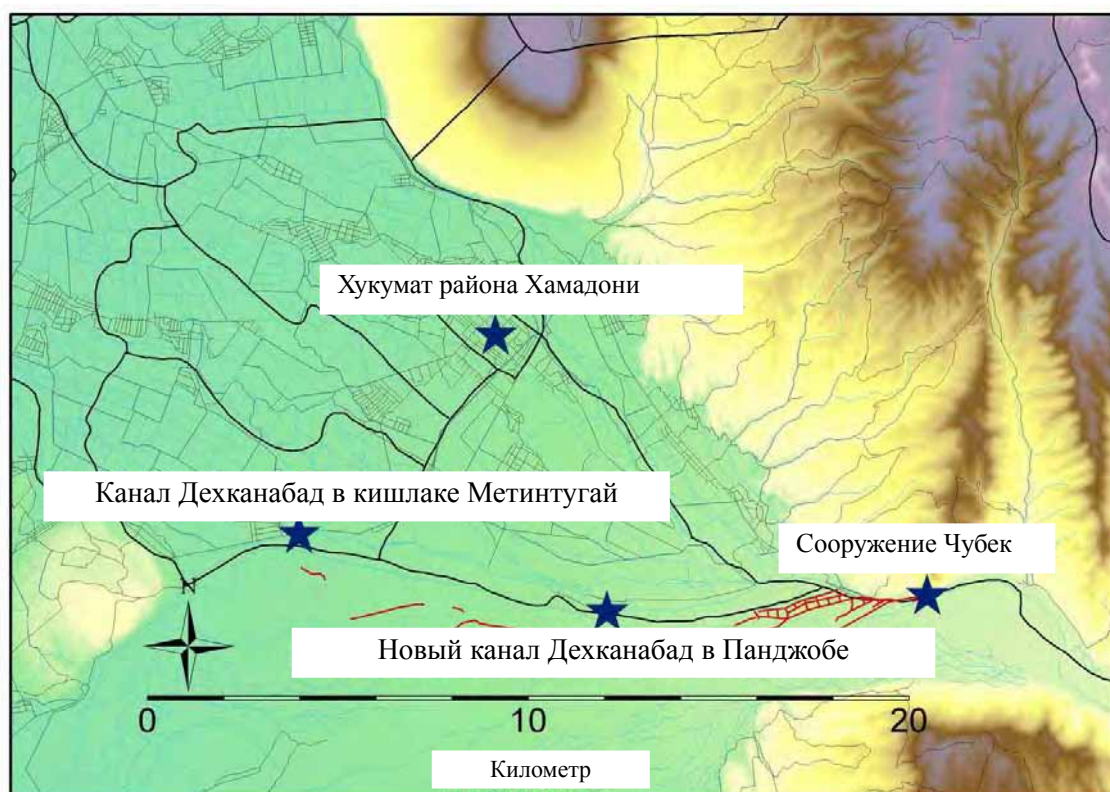 Хукумат района Хамадони
Канал Дехканабад в кишлаке Метинтугай
Сооружение Чубек
N
Новый канал Дехканабад в Панджобе
0 10 20
Километр